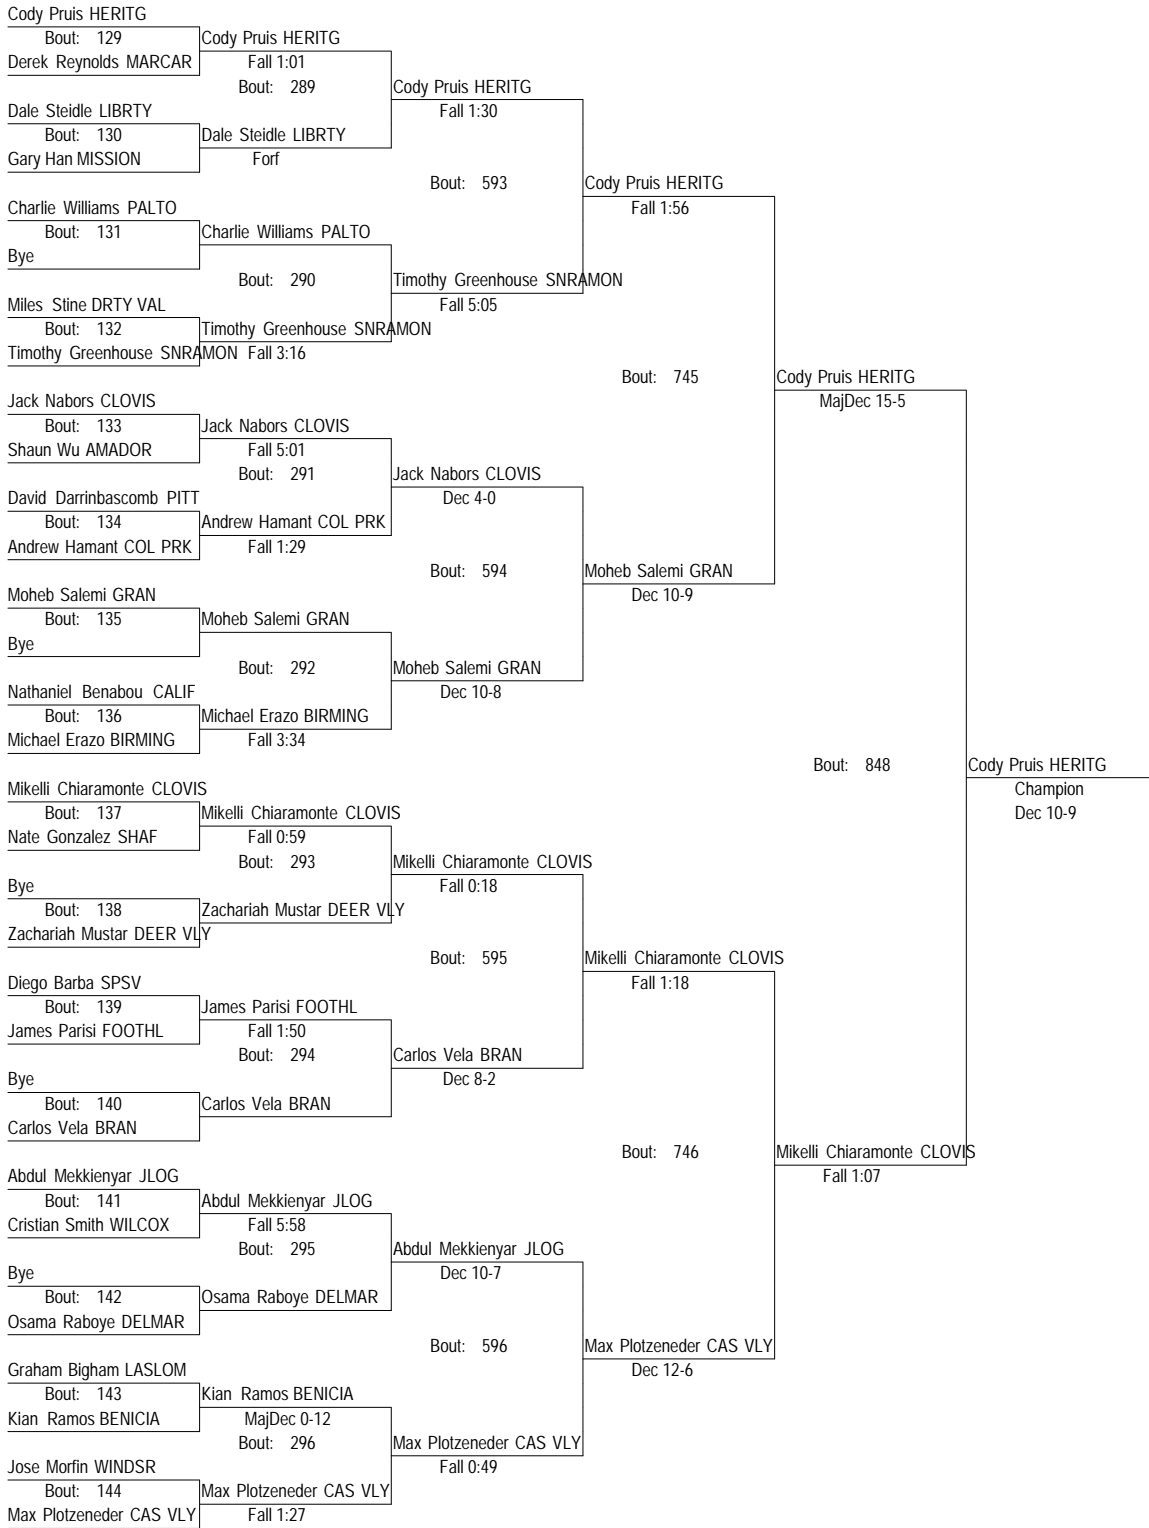 Cody Pruis HERITG
Bout: 129 Cody Pruis HERITG
Derek Reynolds MARCAR Fall 1:01
Bout: 289 Cody Pruis HERITG
Dale Steidle LIBRTY Fall 1:30
Bout: 130 Dale Steidle LIBRTY
Gary Han MISSION Forf
Bout: 593 Cody Pruis HERITG
Charlie Williams PALTO Fall 1:56
Bout: 131 Charlie Williams PALTO
Bye
Bout: 290 Timothy Greenhouse SNRAMON
Miles Stine DRTY VAL Fall 5:05
Bout: 132 Timothy Greenhouse SNRAMON
Timothy Greenhouse SNRAMON Fall 3:16
Bout: 745 Cody Pruis HERITG
Jack Nabors CLOVIS MajDec 15-5
Bout: 133 Jack Nabors CLOVIS
Shaun Wu AMADOR Fall 5:01
Bout: 291 Jack Nabors CLOVIS
David Darrinbascomb PITT Dec 4-0
Bout: 134 Andrew Hamant COL PRK
Andrew Hamant COL PRK Fall 1:29
Bout: 594 Moheb Salemi GRAN
Moheb Salemi GRAN Dec 10-9
Bout: 135 Moheb Salemi GRAN
Bye
Bout: 292 Moheb Salemi GRAN
Nathaniel Benabou CALIF Dec 10-8
Bout: 136 Michael Erazo BIRMING
Michael Erazo BIRMING Fall 3:34
Bout: 848 Cody Pruis HERITG
Mikelli Chiaramonte CLOVIS Champion
Bout: 137 Mikelli Chiaramonte CLOVIS Dec 10-9
Nate Gonzalez SHAF Fall 0:59
Bout: 293 Mikelli Chiaramonte CLOVIS
Bye Fall 0:18
Bout: 138 Zachariah Mustar DEER VLY
Zachariah Mustar DEER VLY
Bout: 595 Mikelli Chiaramonte CLOVIS
Diego Barba SPSV Fall 1:18
Bout: 139 James Parisi FOOTHL
James Parisi FOOTHL Fall 1:50
Bout: 294 Carlos Vela BRAN
Bye Dec 8-2
Bout: 140 Carlos Vela BRAN
Carlos Vela BRAN
Bout: 746 Mikelli Chiaramonte CLOVIS
Abdul Mekkienyar JLOG Fall 1:07
Bout: 141 Abdul Mekkienyar JLOG
Cristian Smith WILCOX Fall 5:58
Bout: 295 Abdul Mekkienyar JLOG
Bye Dec 10-7
Bout: 142 Osama Raboye DELMAR
Osama Raboye DELMAR
Bout: 596 Max Plotzeneder CAS VLY
Graham Bigham LASLOM Dec 12-6
Bout: 143 Kian Ramos BENICIA
Kian Ramos BENICIA MajDec 0-12
Bout: 296 Max Plotzeneder CAS VLY
Jose Morfin WINDSR Fall 0:49
Bout: 144 Max Plotzeneder CAS VLY
Max Plotzeneder CAS VLY Fall 1:27